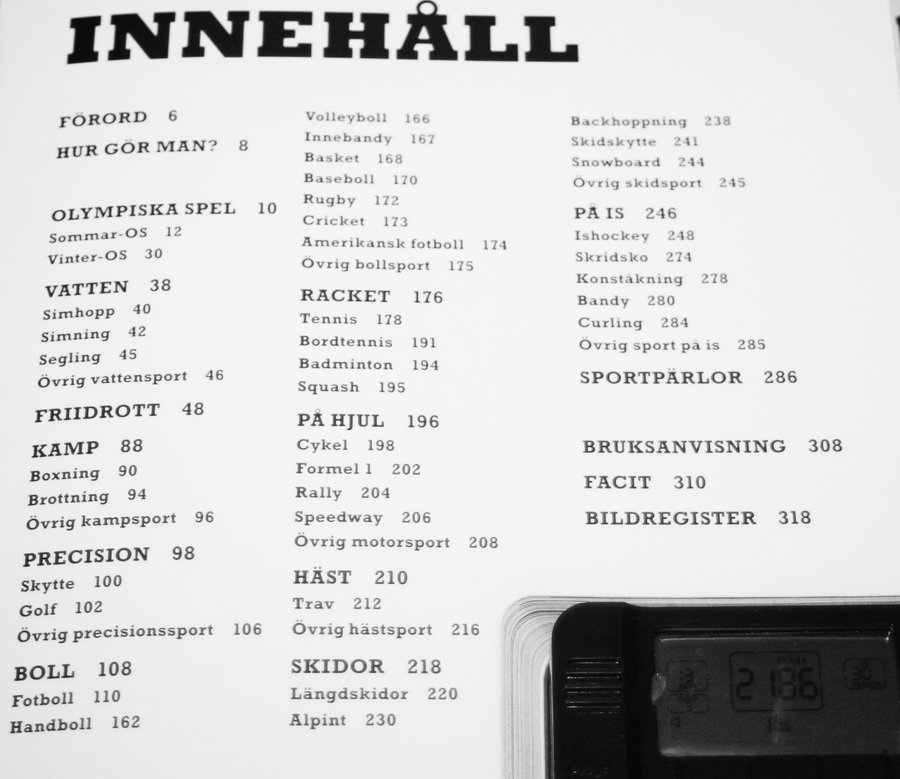 INNEHÅLL
FÖRORD 6
HUR GÖR MAN? 8
OLYMPISKA SPEL 10
Sommar-OS 12
Vinter-OS 30
VATTEN 38
Simhopp 40
Simning 42
Segling 45
Övrig vattensport 46
FRIIDROTT 48
KAMP 88
Boxning 90
Brottning 94
Övrig kampsport 96
PRECISION 98
Skytte 100
Golf 102
Övrig precisionssport 106
BOLL 108
Fotboll 110
Handboll 162
Volleyboll 166
Innebandy 167
Basket 168
Baseboll 170
Rugby 172
Cricket 173
Amerikansk fotboll 174
Övrig bollsport 175
RACKET 176
Tennis 178
Bordtennis 191
Badminton 194
Squash 195
PÅ HJUL 196
Cykel 198
Formel 1 202
Rally 204
Speedway 206
Övrig motorsport 208
HÄST 210
Trav 212
Övrig hästsport 216
SKIDOR 218
Längdskidor 220
Alpint 230
Backhoppning 238
Skidskytte 241
Snowboard 244
Övrig skidsport 245
PÅ IS 246
Ishockey 248
Skridsko 274
Konståkning 278
Bandy 280
Curling 284
Övrig sport på is 285
SPORTPÄRLOR 286
BRUKSANVISNING 308
FACIT 310
BILDREGISTER 318
2186